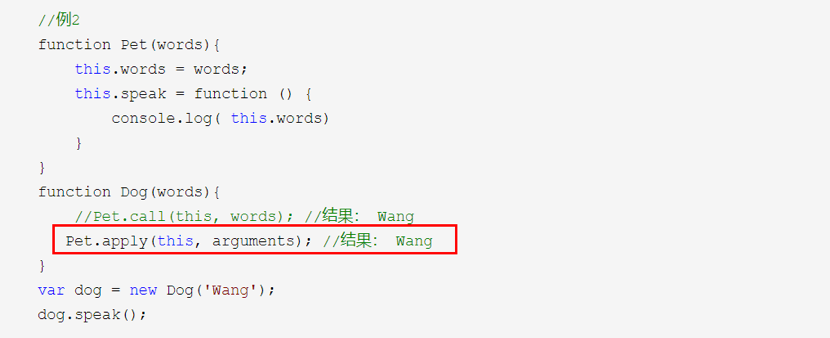 //例2
function Pet(words){
    this.words = words;
    this.speak = function () {
        console.log( this.words)
    }
}
function Dog(words){
    //Pet.call(this, words); //结果： Wang
   Pet.apply(this, arguments); //结果： Wang
}
var dog = new Dog('Wang');
dog.speak();